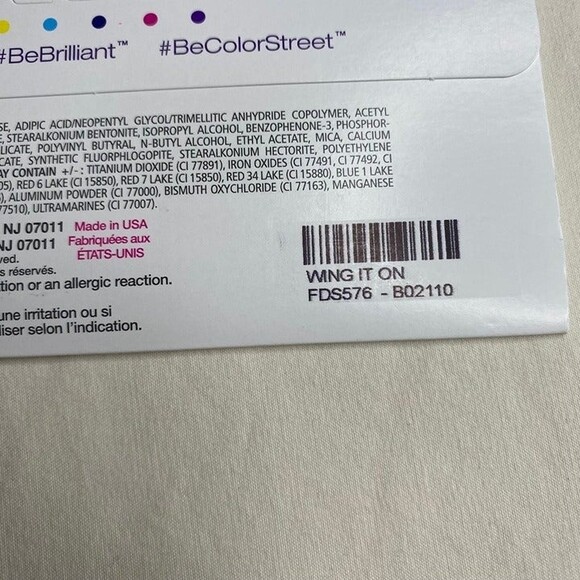 #BeBrilliant™ #BeColorStreet™
SE, ADIPIC ACID/NEOPENTYL GLYCOL/TRIMELLITIC ANHYDRIDE COPOLYMER, ACETYL
E, STEARALKONIUM BENTONITE, ISOPROPYL ALCOHOL, BENZOPHENONE-3, PHOSPHOR-
LICATE, POLYVINYL BUTYRAL, N-BUTYL ALCOHOL, ETHYL ACETATE, MICA, CALCIUM
CATE, SYNTHETIC FLUORPHLOGOPITE, STEARALKONIUM HECTORITE, POLYETHYLENE
AY CONTAIN +/- : TITANIUM DIOXIDE (CI 77891), IRON OXIDES (CI 77491, CI 77492, CI
05), RED 6 LAKE (CI 15850), RED 7 LAKE (CI 15850), RED 34 LAKE (CI 15880), BLUE 1 LAKE
), ALUMINUM POWDER (CI 77000), BISMUTH OXYCHLORIDE (CI 77163), MANGANESE
77510), ULTRAMARINES (CI 77007).
NJ 07011 Made in USA
NJ 07011 Fabriquées aux
ved. ÉTATS-UNIS
s réservés.
tion or an allergic reaction.
une irritation ou si
liser selon l'indication.
WING IT ON
FDS576 - B02110